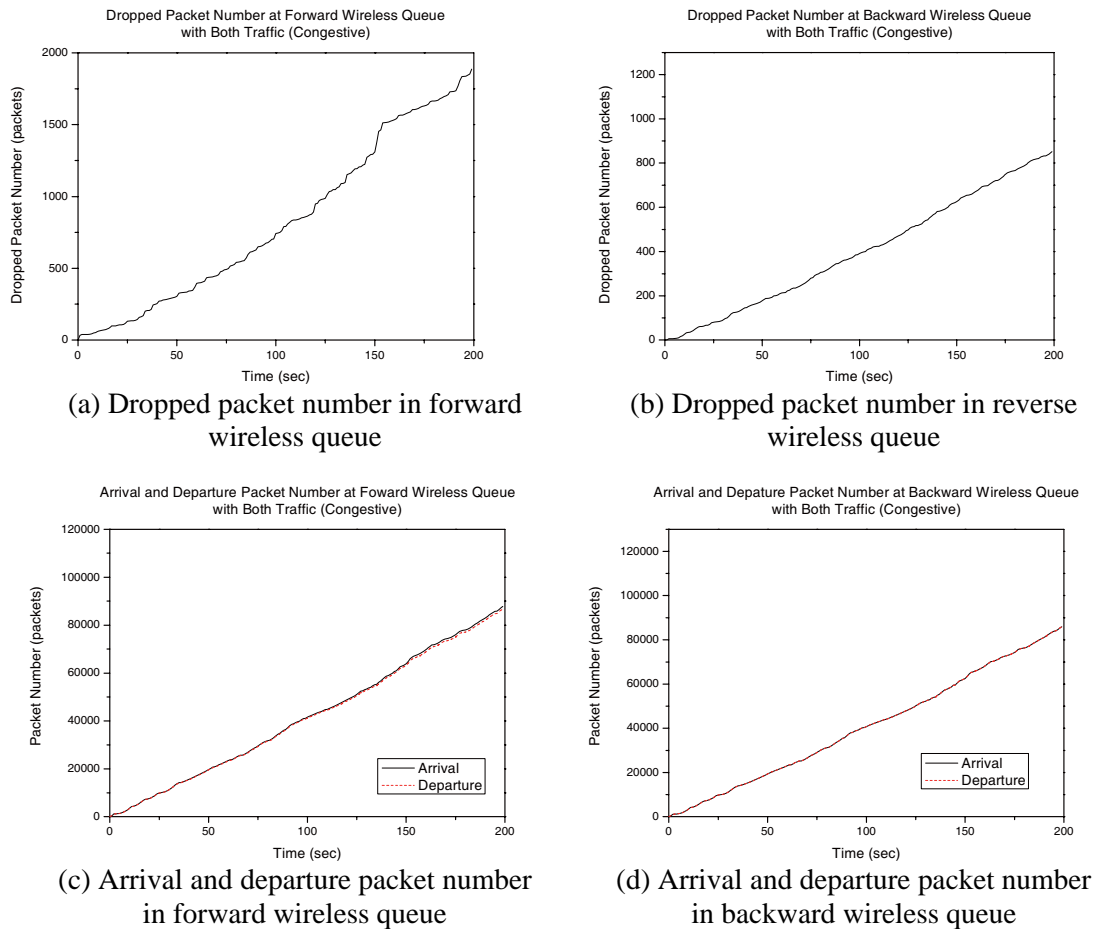 Dropped Packet Number at Forward Wireless Queue
with Both Traffic (Congestive)
2000
1500
1000
500
0
Dropped Packet Number (packets)
0 50 100 150 200
Time (sec)
(a) Dropped packet number in forward
wireless queue
Dropped Packet Number at Backward Wireless Queue
with Both Traffic (Congestive)
1200
1000
800
600
400
200
0
Dropped Packet Number (packets)
0 50 100 150 200
Time (sec)
(b) Dropped packet number in reverse
wireless queue
Arrival and Departure Packet Number at Foward Wireless Queue
with Both Traffic (Congestive)
120000
100000
80000
60000
40000
20000
0
Packet Number (packets)
Arrival
Departure
0 50 100 150 200
Time (sec)
(c) Arrival and departure packet number
in forward wireless queue
Arrival and Depature Packet Number at Backward Wireless Queue
with Both Traffic (Congestive)
120000
100000
80000
60000
40000
20000
0
Packet Number (packets)
Arrival
Departure
0 50 100 150 200
Time (sec)
(d) Arrival and departure packet number
in backward wireless queue